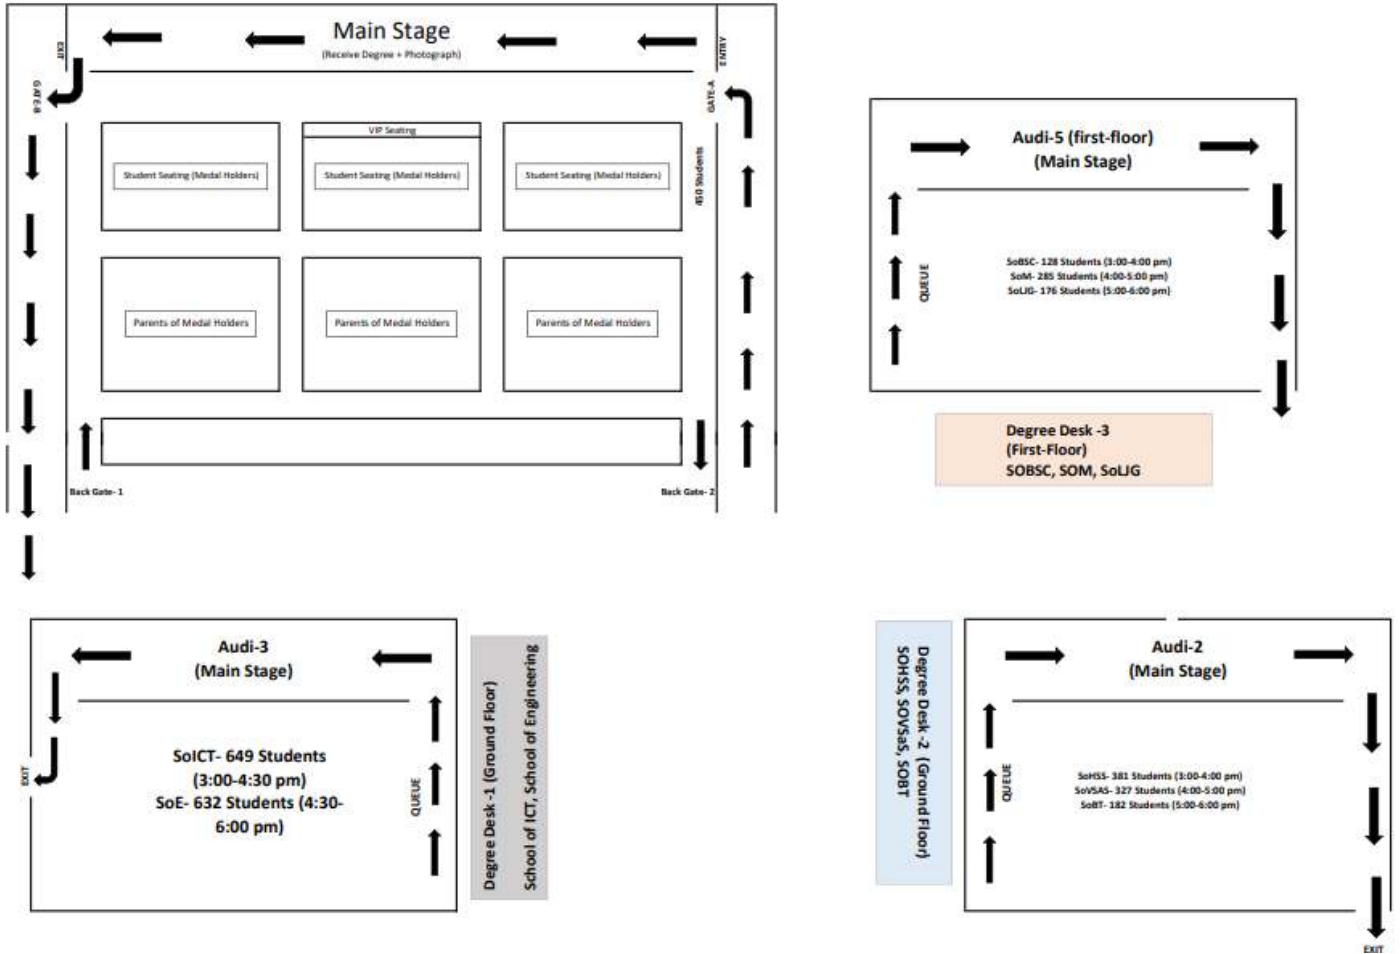 Main Stage
(Receive Degree + Photograph)
EXIT
ENTRY
GATE-B
GATE-A
450 Students
VIP Seating
Student Seating (Medal Holders)
Student Seating (Medal Holders)
Student Seating (Medal Holders)
Parents of Medal Holders
Parents of Medal Holders
Parents of Medal Holders
Back Gate- 1
Back Gate- 2
Audi-5 (first-floor)
(Main Stage)
QUEUE
SoBSC- 128 Students (3:00-4:00 pm)
SoM- 285 Students (4:00-5:00 pm)
SoLJG- 176 Students (5:00-6:00 pm)
Degree Desk -3
(First-Floor)
SOBSC, SOM, SoLJG
Audi-3
(Main Stage)
SoICT- 649 Students
(3:00-4:30 pm)
SoE- 632 Students (4:30-
6:00 pm)
EXIT
QUEUE
Degree Desk -1 (Ground Floor)
School of ICT, School of Engineering
Degree Desk -2 (Ground Floor)
SOHSS, SOVSaS, SOBT
Audi-2
(Main Stage)
QUEUE
SoHSS- 381 Students (3:00-4:00 pm)
SoVSAS- 327 Students (4:00-5:00 pm)
SoBT- 182 Students (5:00-6:00 pm)
EXIT